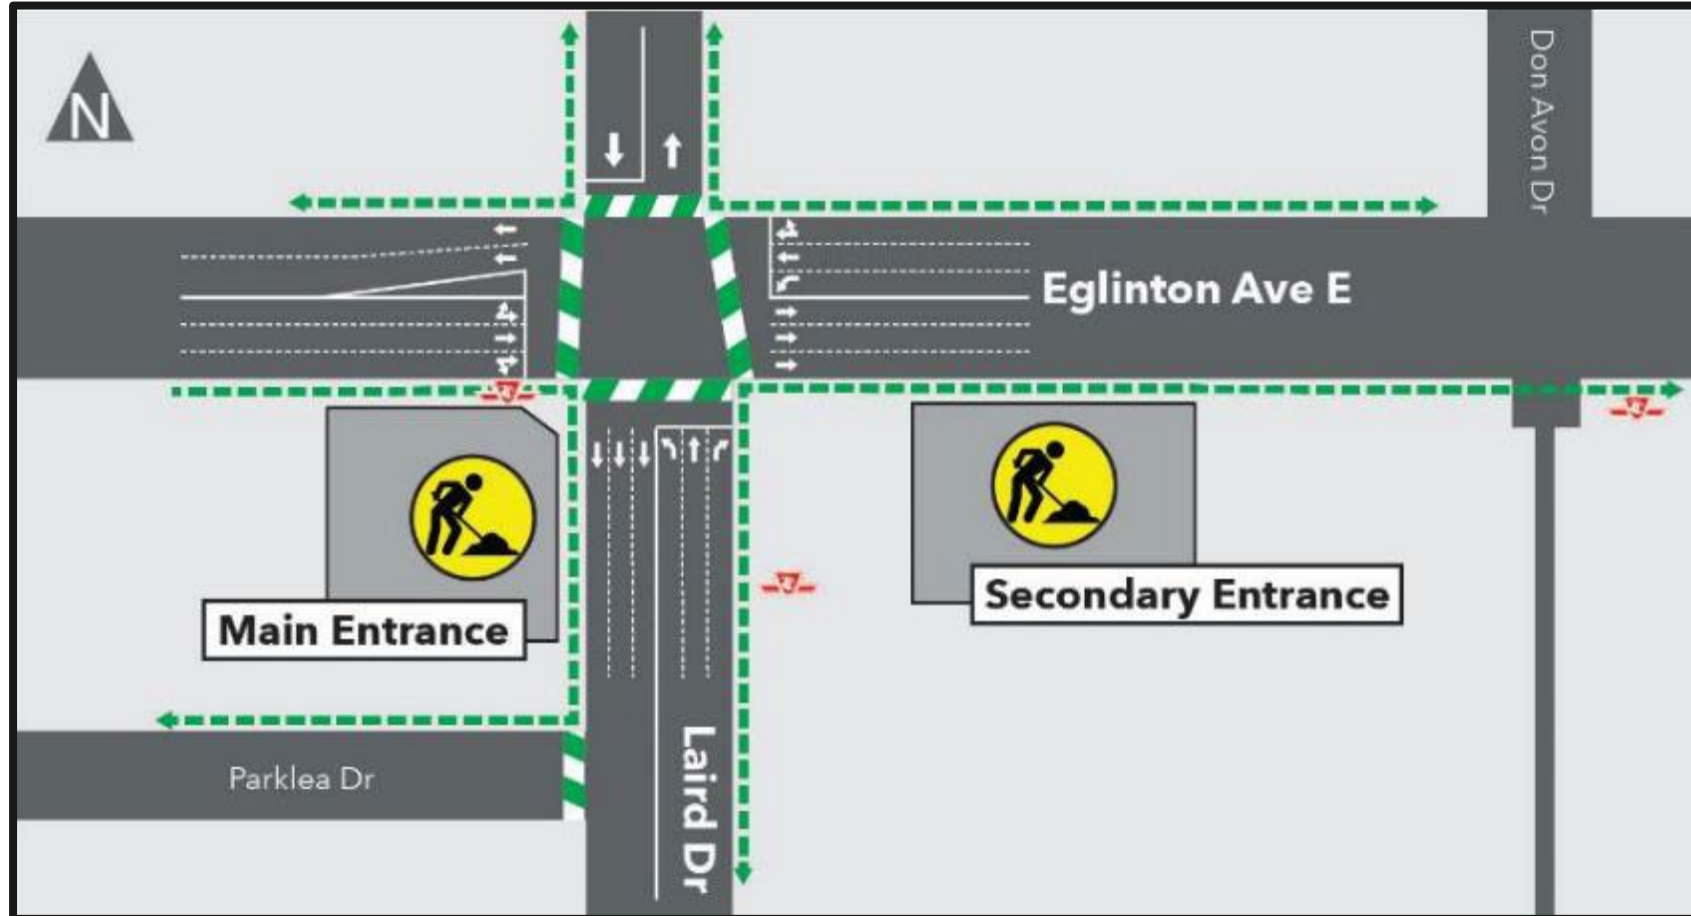 N
Don Avon Dr
Eglinton Ave E
Main Entrance
Secondary Entrance
Laird Dr
Parklea Dr